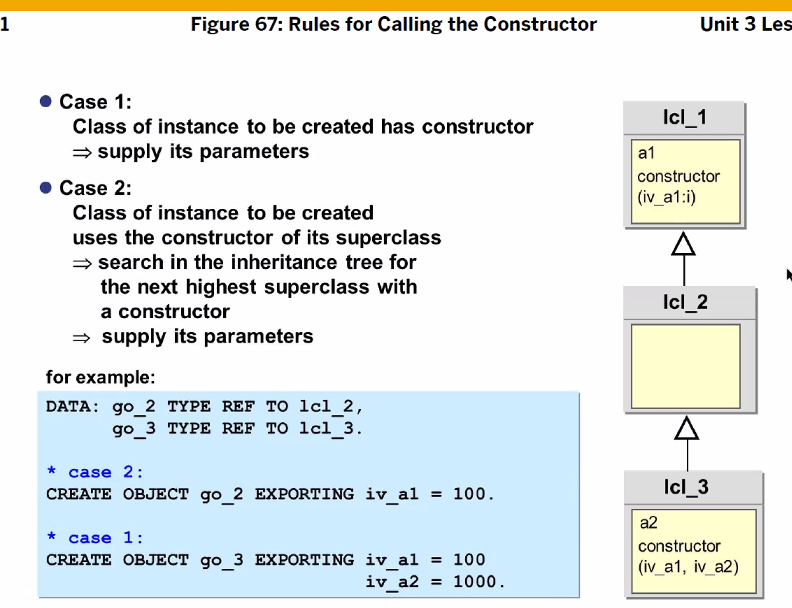 1 Figure 67: Rules for Calling the Constructor Unit 3 Les
Case 1:
Class of instance to be created has constructor
⇒ supply its parameters
Case 2:
Class of instance to be created
uses the constructor of its superclass
⇒ search in the inheritance tree for
the next highest superclass with
a constructor
⇒ supply its parameters
for example:
DATA: go_2 TYPE REF TO lcl_2,
go_3 TYPE REF TO lcl_3.
* case 2:
CREATE OBJECT go_2 EXPORTING iv_a1 = 100.
* case 1:
CREATE OBJECT go_3 EXPORTING iv_a1 = 100
iv_a2 = 1000.
lcl_1
a1
constructor
(iv_a1:i)
lcl_2
lcl_3
a2
constructor
(iv_a1, iv_a2)